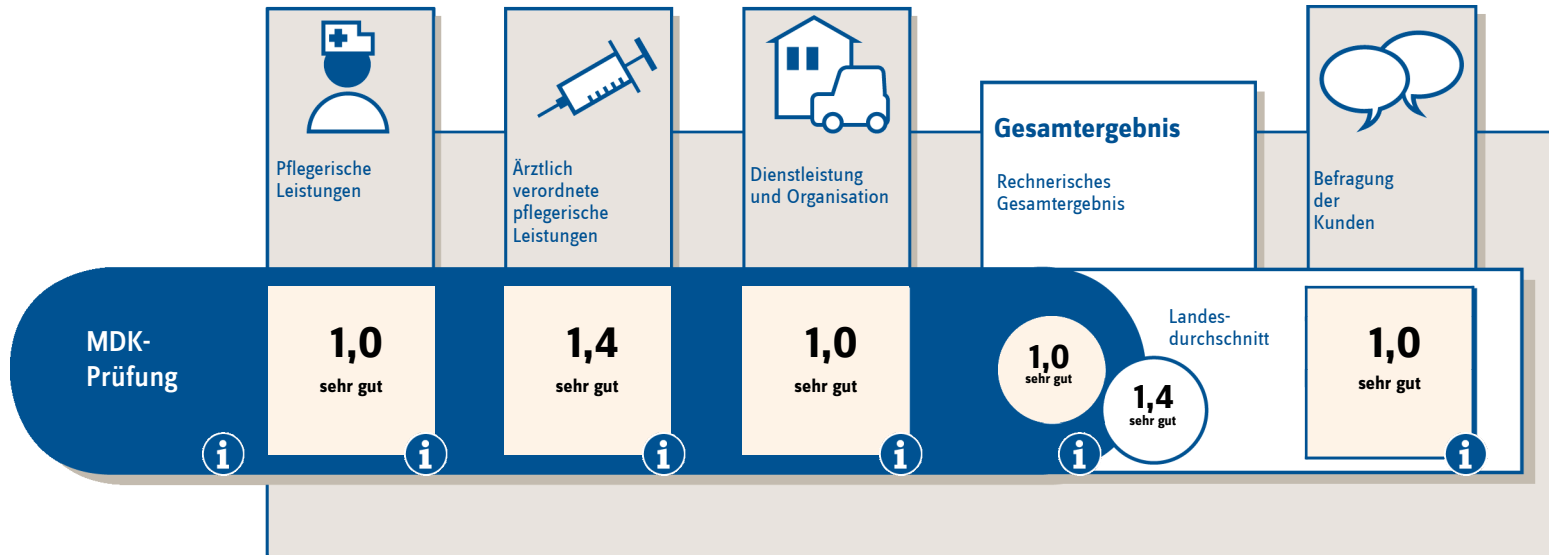 Pflegerische
Leistungen
Ärztlich
verordnete
pflegerische
Leistungen
Dienstleistung
und Organisation
Gesamtergebnis
Rechnerisches
Gesamtergebnis
Befragung
der
Kunden
MDK-
Prüfung
1,0
sehr gut
1,4
sehr gut
1,0
sehr gut
1,0
sehr gut
Landes-
durchschnitt
1,4
sehr gut
1,0
sehr gut
i
i
i
i
i
i